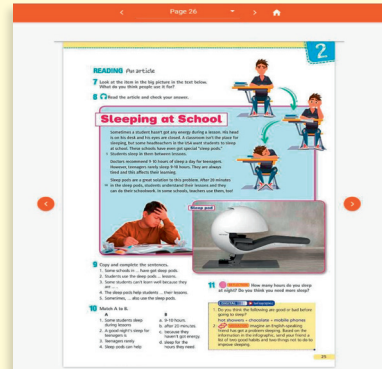 Page 26
2
READING An article
7 Look at the item in the big picture in the text below.
What do you think people use it for?
8 Read the article and check your answer.
Sleeping at School
Sometimes a student hasn't got any energy during a lesson. His head
is on his desk and his eyes are closed. A classroom isn't the place for
sleeping, but some headteachers in the USA want students to sleep
at school! These schools have even got special "sleep pods."
Students sleep in them between lessons.
Doctors recommend 9-10 hours of sleep a day for teenagers.
However, teenagers rarely sleep 9-10 hours. They are always
tired and this affects their learning.
Sleep pods are a great solution to this problem. After 20 minutes
in the sleep pods, students understand their lessons and they
can do their schoolwork. In some schools, teachers use them, too!
Sleep pod
9 Copy and complete the sentences.
1. Some schools in ... have got sleep pods.
2. Students use the sleep pods ... lessons.
3. Some students can't learn well because they
are ... .
4. The sleep pods help students ... their lessons.
5. Sometimes, ... also use the sleep pods.
10 Match A to B.
A
1. Some students sleep
during lessons
2. A good night's sleep for
teenagers is
3. Teenagers rarely
4. Sleep pods can help
B
a. 9-10 hours.
b. after 20 minutes.
c. because they
haven't got energy.
d. sleep for the
hours they need.
11 How many hours do you sleep
at night? Do you think you need more sleep?
Infographic
1. Do you think the following are good or bad before
going to sleep?
hot showers • chocolate • mobile phones
2. Imagine an English-speaking
friend has got a problem sleeping. Based on the
information in the infographic, send your friend a
list of two good habits and two things not to do to
improve sleeping.